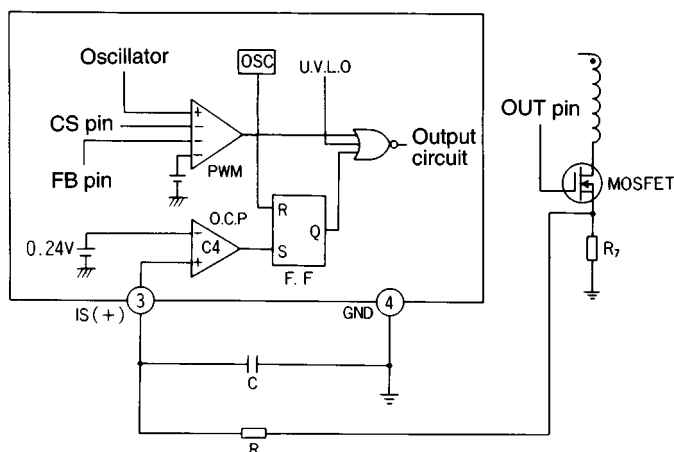 Oscillator
OSC
U.V.L.O
CS pin
+
−
−
−
FB pin
PWM
Output
circuit
OUT pin
MOSFET
O.C.P
0.24V
−
C4
+
R
Q
S
F.F
R7
3
IS(+)
GND
4
C
R